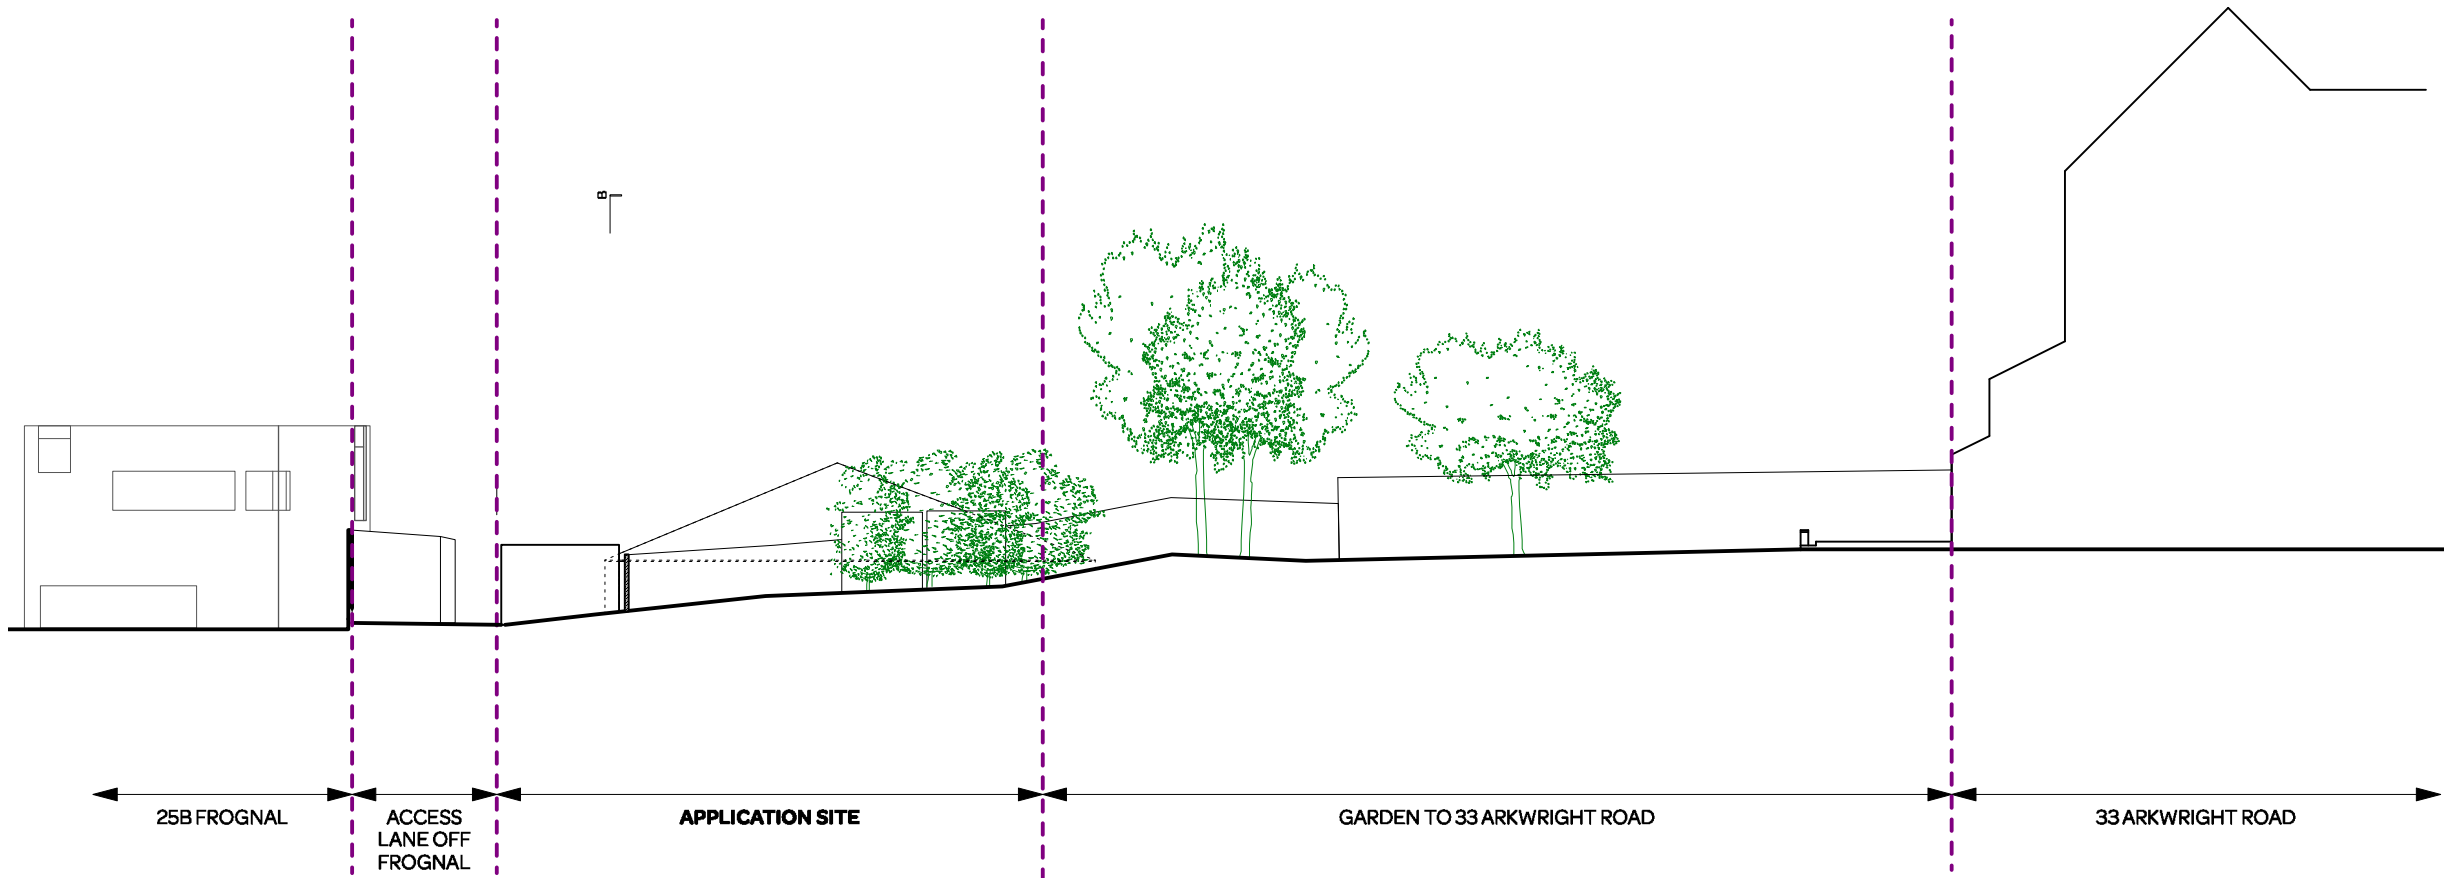 B
25B FROGNAL
ACCESS
LANE OFF
FROGNAL
APPLICATION SITE
GARDEN TO 33 ARKWRIGHT ROAD
33 ARKWRIGHT ROAD